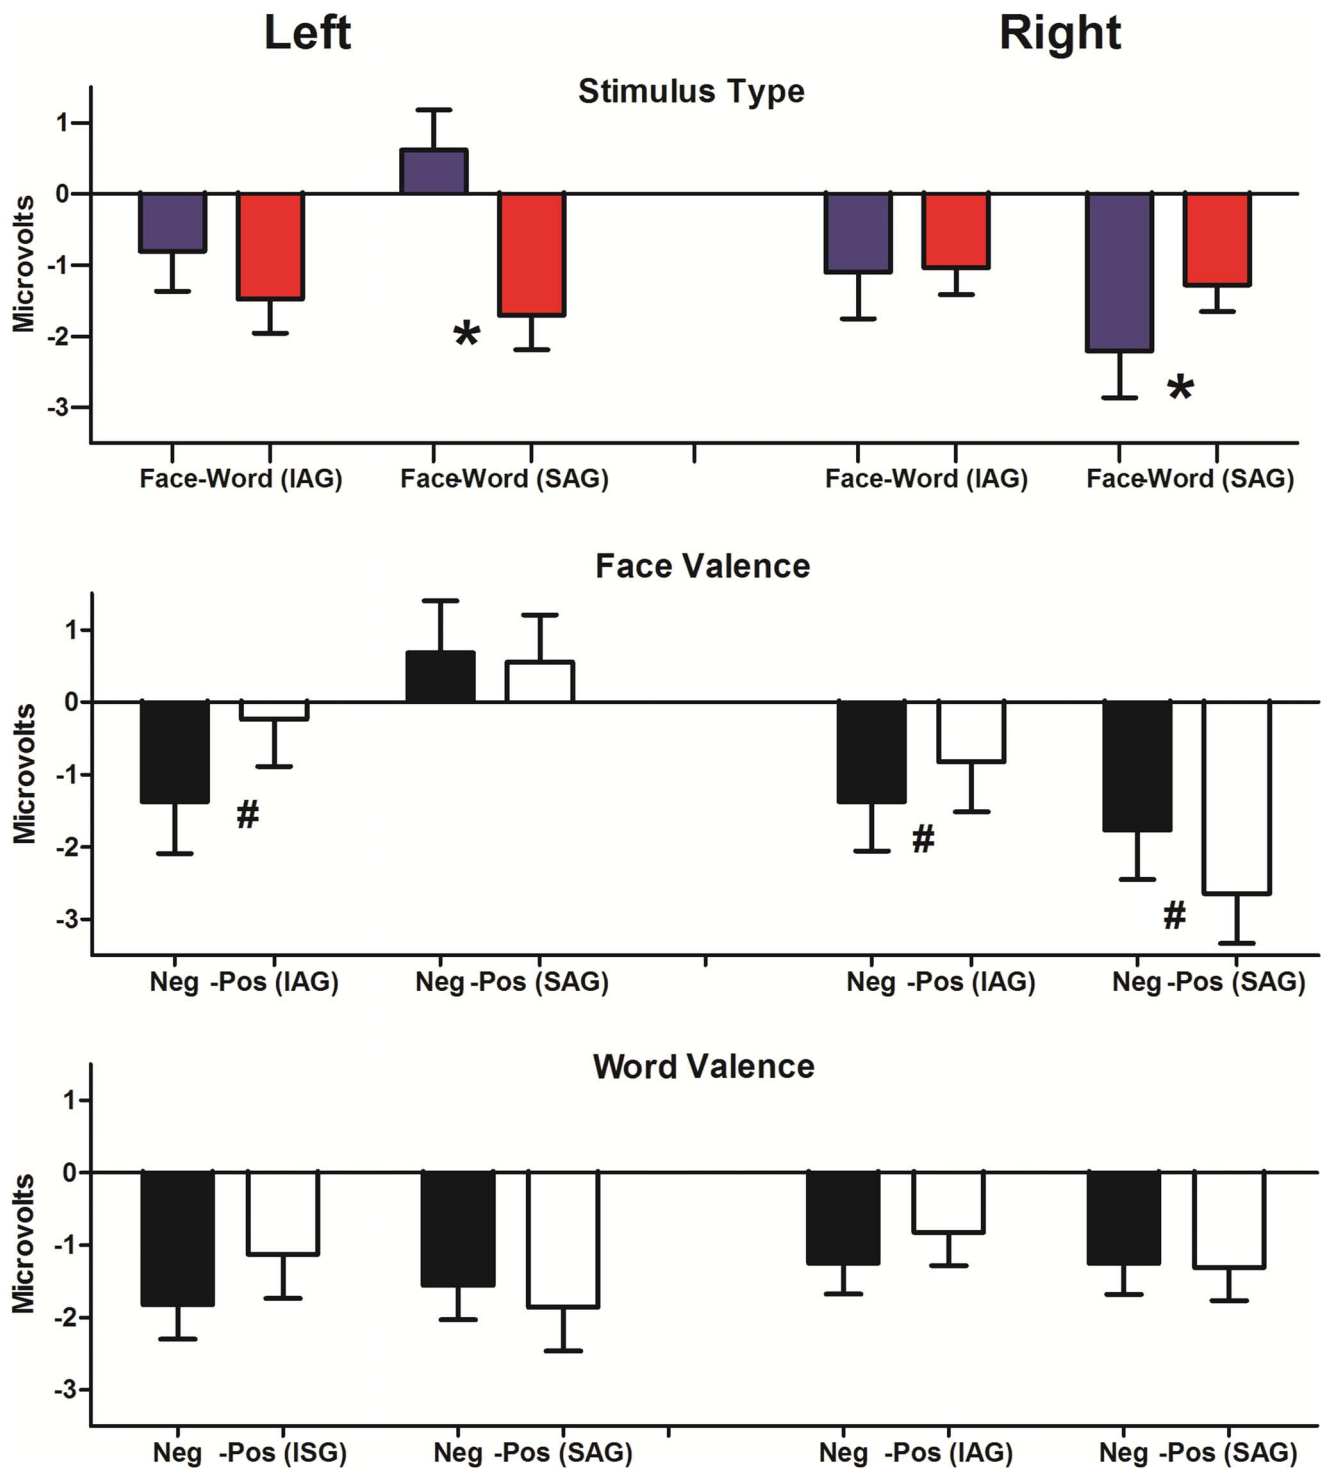 Left Right
Stimulus Type
Microvolts
1
0
-1
-2
-3
*
*
Face-Word (IAG) Face-Word (SAG) Face-Word (IAG) Face-Word (SAG)
Face Valence
Microvolts
1
0
-1
-2
-3
#
#
#
Neg -Pos (IAG) Neg -Pos (SAG) Neg -Pos (IAG) Neg -Pos (SAG)
Word Valence
Microvolts
1
0
-1
-2
-3
Neg -Pos (ISG) Neg -Pos (SAG) Neg -Pos (IAG) Neg -Pos (SAG)